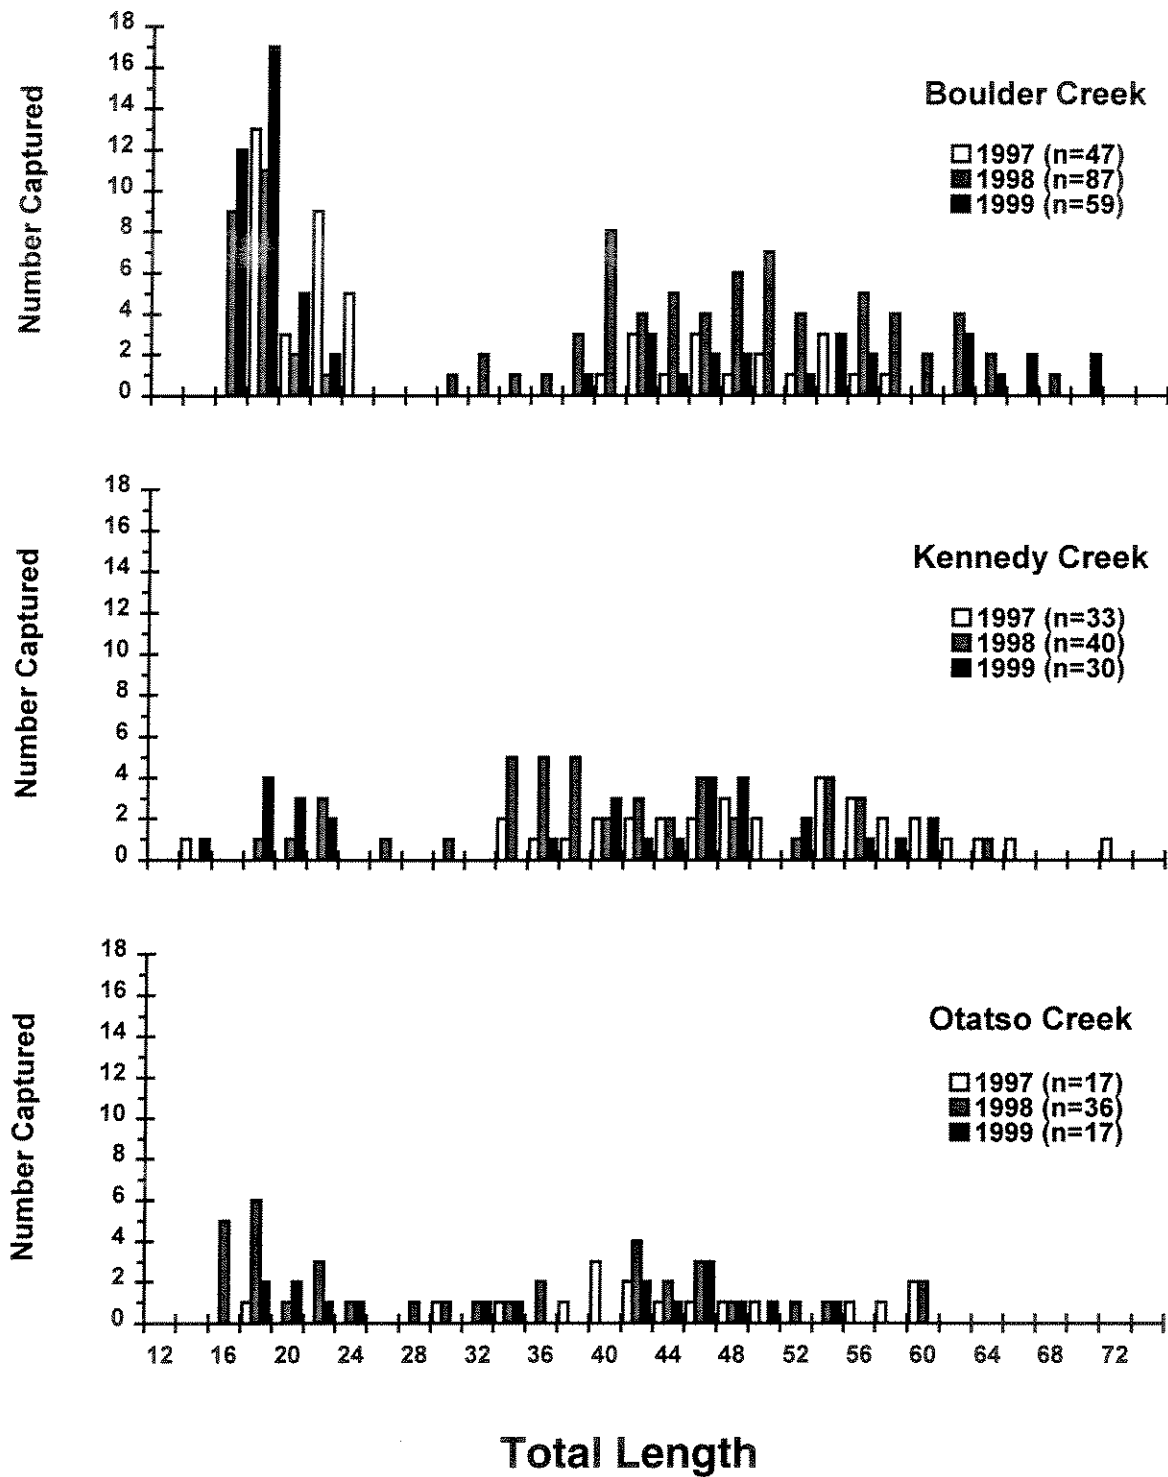 18
16
14
12
10
8
6
4
2
0
Number Captured
Boulder Creek
1997 (n=47)
1998 (n=87)
1999 (n=59)
18
16
14
12
10
8
6
4
2
0
Number Captured
Kennedy Creek
1997 (n=33)
1998 (n=40)
1999 (n=30)
18
16
14
12
10
8
6
4
2
0
Number Captured
Otatso Creek
1997 (n=17)
1998 (n=36)
1999 (n=17)
12 16 20 24 28 32 36 40 44 48 52 56 60 64 68 72
Total Length